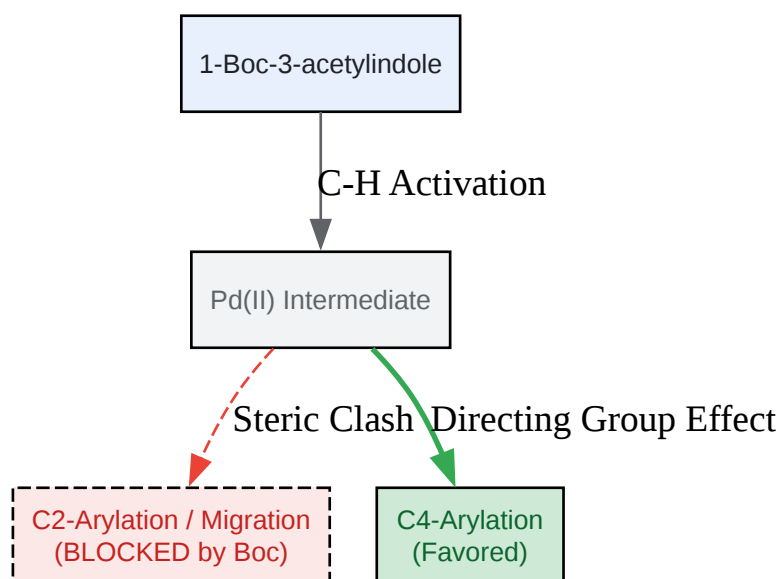 1-Boc-3-acetylindole
C-H Activation
Pd(II) Intermediate
Steric Clash
Directing Group Effect
C2-Arylation / Migration
(BLOCKED by Boc)
C4-Arylation
(Favored)